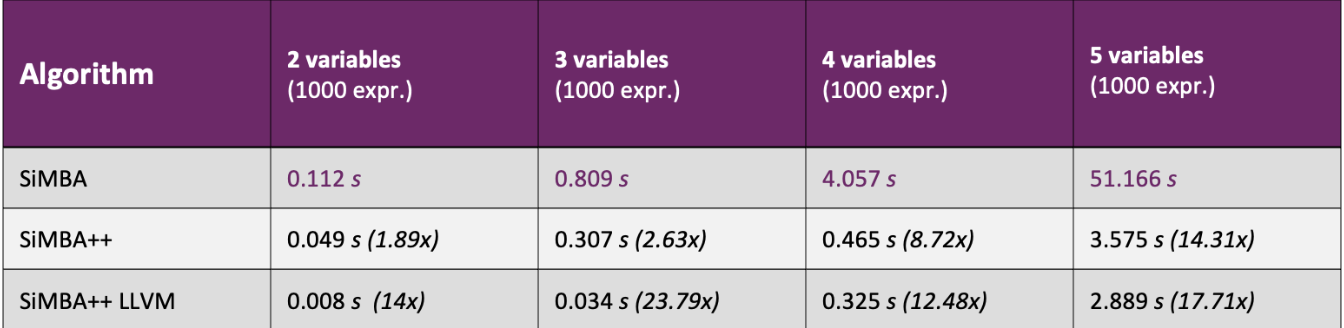 Algorithm 2 variables (1000 expr.) 3 variables (1000 expr.) 4 variables (1000 expr.) 5 variables (1000 expr.)
SiMBA 0.112 s 0.809 s 4.057 s 51.166 s
SiMBA++ 0.049 s (1.89x) 0.307 s (2.63x) 0.465 s (8.72x) 3.575 s (14.31x)
SiMBA++ LLVM 0.008 s (14x) 0.034 s (23.79x) 0.325 s (12.48x) 2.889 s (17.71x)